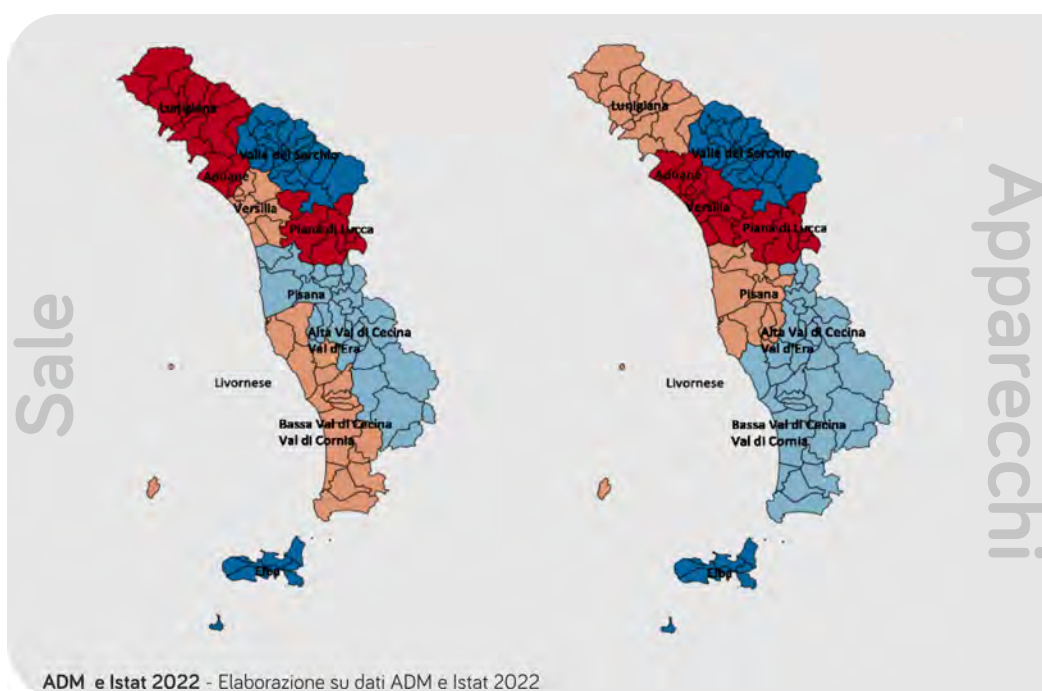 Sale
Lunigiana
Valle del Serchio
Apuane
Versilia
Piana di Lucca
Pisana
Alta Val di Cecina
Val d'Era
Livornese
Bassa Val di Cecina
Val di Cornia
Elba
Apparecchi
Lunigiana
Valle del Serchio
Apuane
Versilia
Piana di Lucca
Pisana
Alta Val di Cecina
Val d'Era
Livornese
Bassa Val di Cecina
Val di Cornia
Elba
ADM e Istat 2022 - Elaborazione su dati ADM e Istat 2022